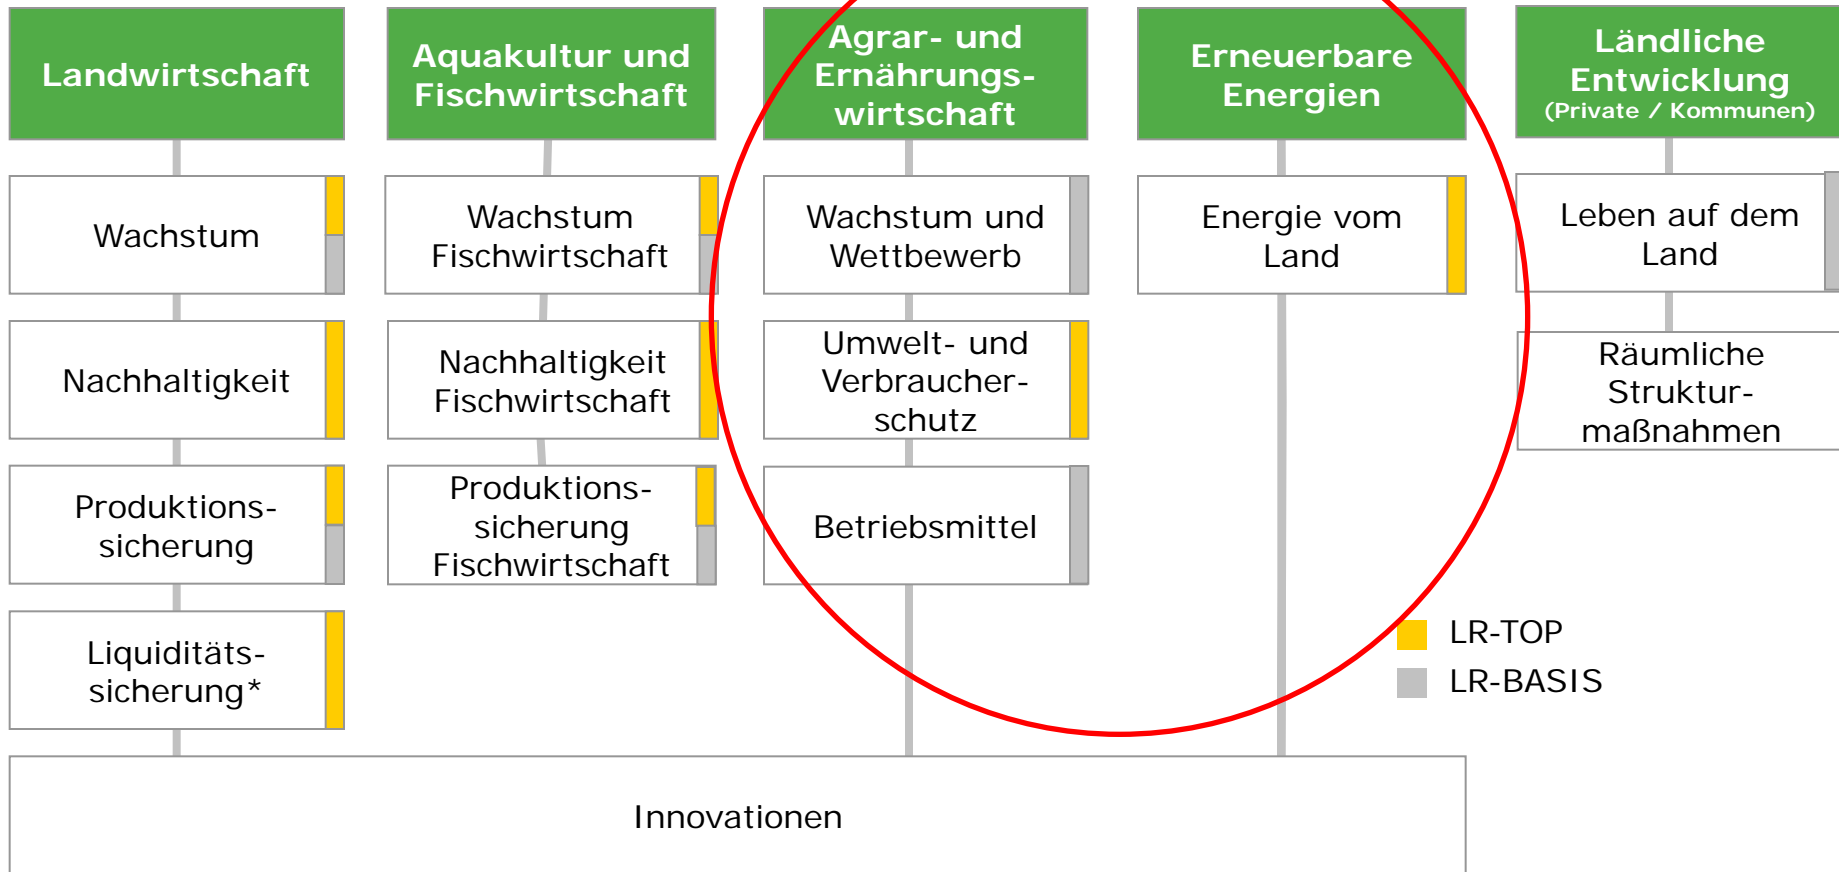 Landwirtschaft
Wachstum
Nachhaltigkeit
Produktions-
sicherung
Liquiditäts-
sicherung*
Aquakultur und
Fischwirtschaft
Wachstum
Fischwirtschaft
Nachhaltigkeit
Fischwirtschaft
Produktions-
sicherung
Fischwirtschaft
Agrar- und
Ernährungs-
wirtschaft
Wachstum und
Wettbewerb
Umwelt- und
Verbraucher-
schutz
Betriebsmittel
Erneuerbare
Energien
Energie vom
Land
Ländliche
Entwicklung
(Private / Kommunen)
Leben auf dem
Land
Räumliche
Struktur-
maßnahmen
LR-TOP
LR-BASIS
Innovationen